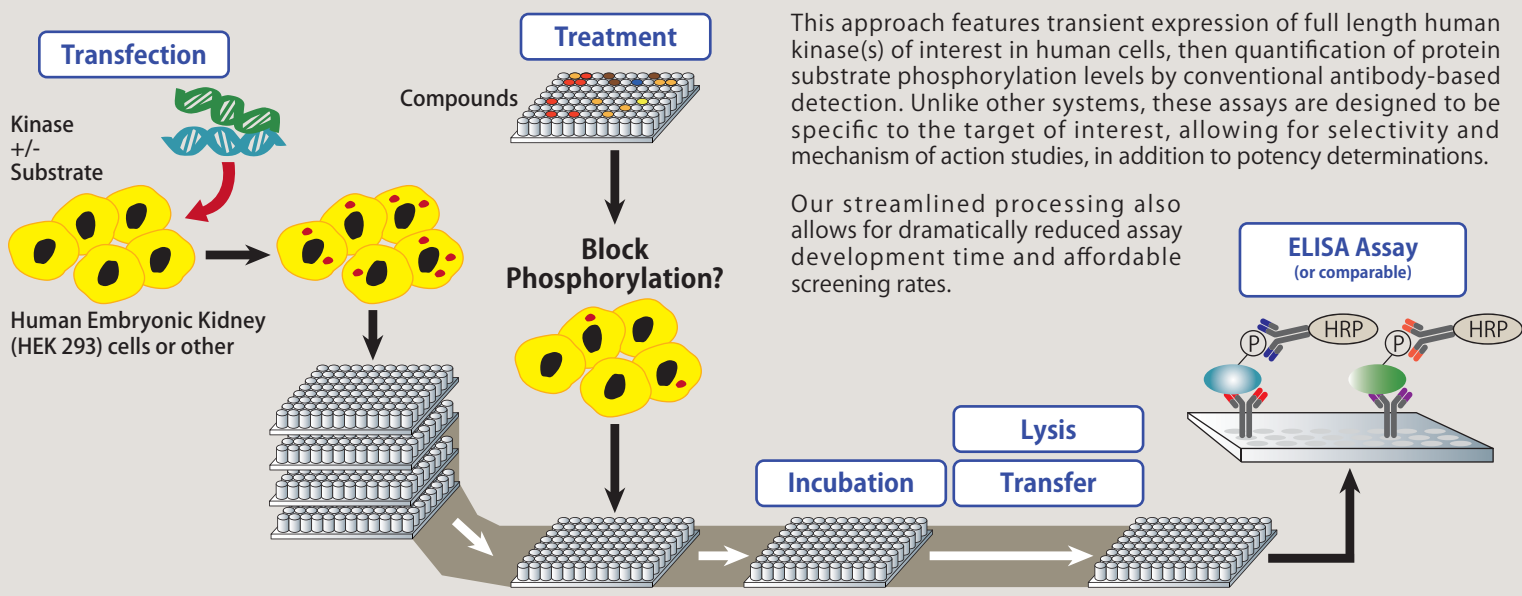 Transfection
Kinase
+/-
Substrate
Human Embryonic Kidney
(HEK 293) cells or other
Treatment
Compounds
Block
Phosphorylation?
This approach features transient expression of full length human
kinase(s) of interest in human cells, then quantification of protein
substrate phosphorylation levels by conventional antibody-based
detection. Unlike other systems, these assays are designed to be
specific to the target of interest, allowing for selectivity and
mechanism of action studies, in addition to potency determinations.
Our streamlined processing also
allows for dramatically reduced assay
development time and affordable
screening rates.
Incubation
Lysis
Transfer
ELISA Assay
(or comparable)
P
HRP
P
HRP